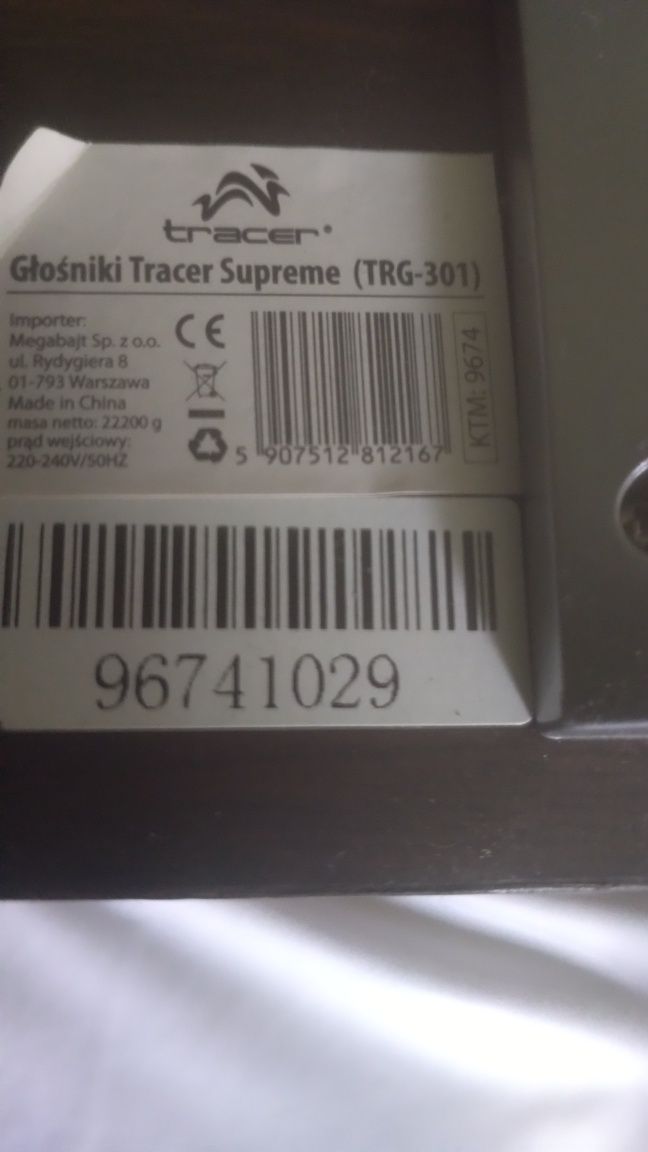 tracer®
Głośniki Tracer Supreme (TRG-301)
Importer:
Megabajt Sp. z o.o.
ul. Rydygiera 8
01-793 Warszawa
Made in China
masa netto: 22200 g
prąd wejściowy:
220-240V/50HZ
CE
5 907512 812167
KTM: 9674
96741029